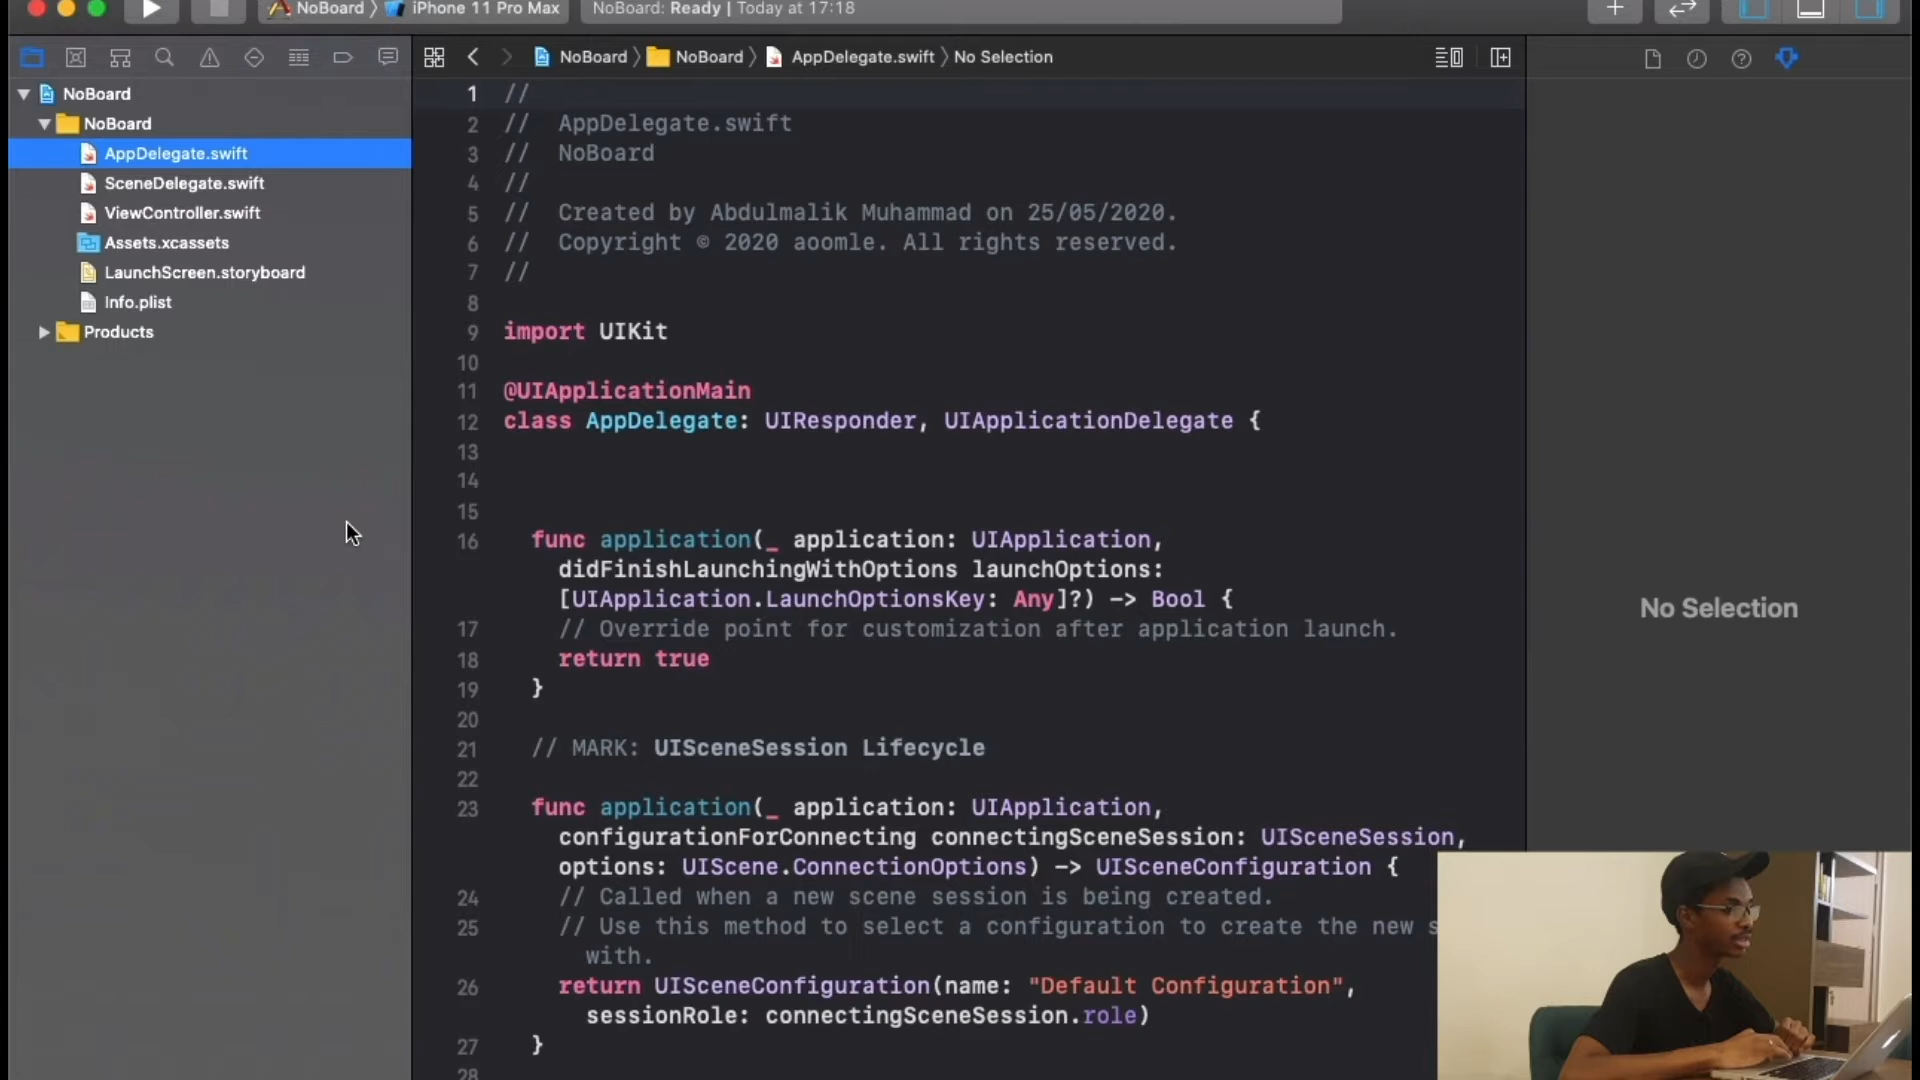 NoBoard 〉 iPhone 11 Pro Max
NoBoard: Ready | Today at 17:18
NoBoard 〉 NoBoard 〉 AppDelegate.swift 〉 No Selection
NoBoard
NoBoard
AppDelegate.swift
SceneDelegate.swift
ViewController.swift
Assets.xcassets
LaunchScreen.storyboard
Info.plist
Products
1 //
2 //  AppDelegate.swift
3 //  NoBoard
4 //
5 //  Created by Abdulmalik Muhammad on 25/05/2020.
6 //  Copyright © 2020 aoomle. All rights reserved.
7 //
8
9 import UIKit
10
11 @UIApplicationMain
12 class AppDelegate: UIResponder, UIApplicationDelegate {
13
14
15
16   func application(_ application: UIApplication,
didFinishLaunchingWithOptions launchOptions:
[UIApplication.LaunchOptionsKey: Any]?) -> Bool {
17     // Override point for customization after application launch.
18     return true
19   }
20
21   // MARK: UISceneSession Lifecycle
22
23   func application(_ application: UIApplication,
configurationForConnecting connectingSceneSession: UISceneSession,
options: UIScene.ConnectionOptions) -> UISceneConfiguration {
24     // Called when a new scene session is being created.
25     // Use this method to select a configuration to create the new s
with.
26     return UISceneConfiguration(name: "Default Configuration",
sessionRole: connectingSceneSession.role)
27   }
28
No Selection